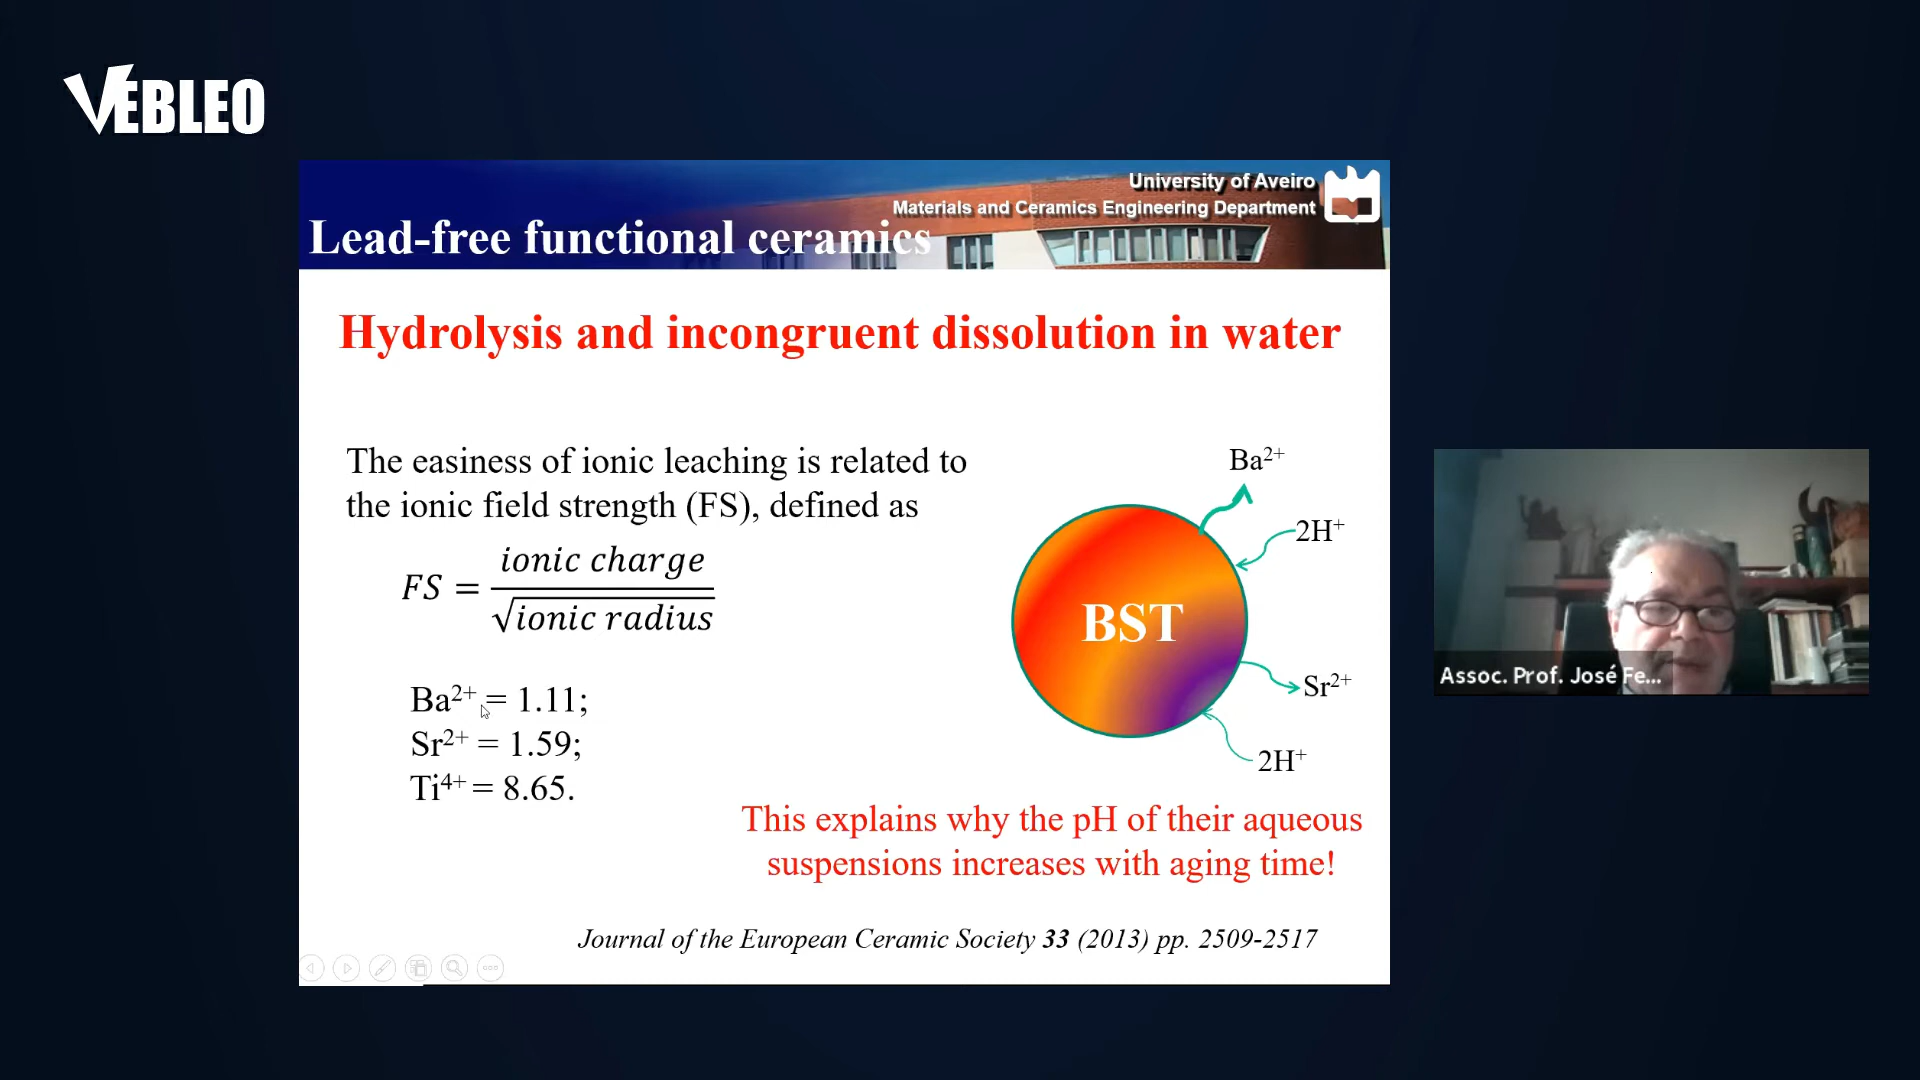 VEBLEO
University of Aveiro
Materials and Ceramics Engineering Department
Lead-free functional ceramics
Hydrolysis and incongruent dissolution in water
The easiness of ionic leaching is related to
the ionic field strength (FS), defined as
FS = ionic charge / √ionic radius
Ba²⁺ = 1.11;
Sr²⁺ = 1.59;
Ti⁴⁺ = 8.65.
Ba²⁺
2H⁺
BST
Sr²⁺
2H⁺
This explains why the pH of their aqueous
suspensions increases with aging time!
Journal of the European Ceramic Society 33 (2013) pp. 2509-2517
Assoc. Prof. José Fe...